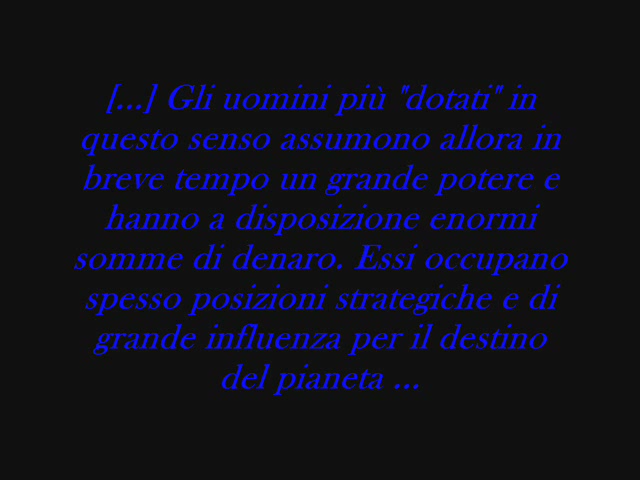 [...] Gli uomini più "dotati" in
questo senso assumono allora in
breve tempo un grande potere e
hanno a disposizione enormi
somme di denaro. Essi occupano
spesso posizioni strategiche e di
grande influenza per il destino
del pianeta ...